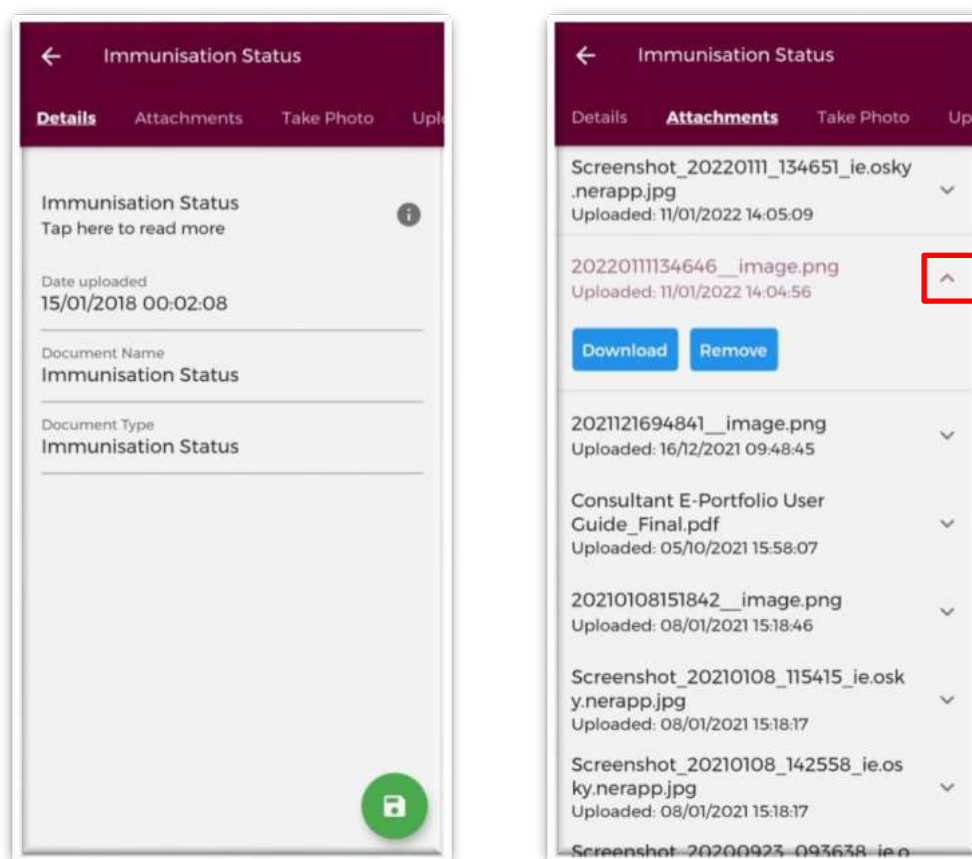 Immunisation Status
Details Attachments Take Photo Uplo
Immunisation Status
Tap here to read more
Date uploaded
15/01/2018 00:02:08
Document Name
Immunisation Status
Document Type
Immunisation Status
Immunisation Status
Details Attachments Take Photo Up
Screenshot_20220111_134651_ie.osky
.nerapp.jpg
Uploaded: 11/01/2022 14:05:09
20220111134646__image.png
Uploaded: 11/01/2022 14:04:56
Download Remove
2021121694841__image.png
Uploaded: 16/12/2021 09:48:45
Consultant E-Portfolio User
Guide_Final.pdf
Uploaded: 05/10/2021 15:58:07
20210108151842__image.png
Uploaded: 08/01/2021 15:18:46
Screenshot_20210108_115415_ie.osk
y.nerapp.jpg
Uploaded: 08/01/2021 15:18:17
Screenshot_20210108_142558_ie.os
ky.nerapp.jpg
Uploaded: 08/01/2021 15:18:17
Screenshot_20200923_093638_ie.o